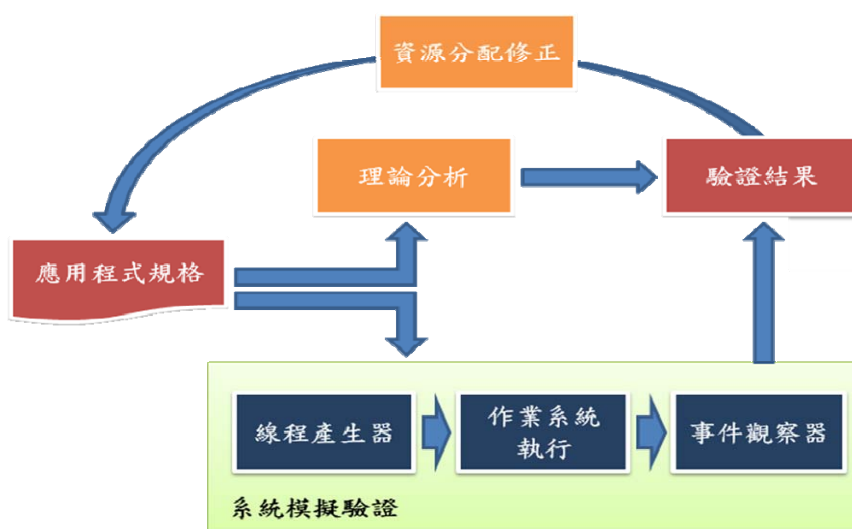 資源分配修正
理論分析
驗證結果
應用程式規格
線程產生器
作業系統
執行
事件觀察器
系統模擬驗證